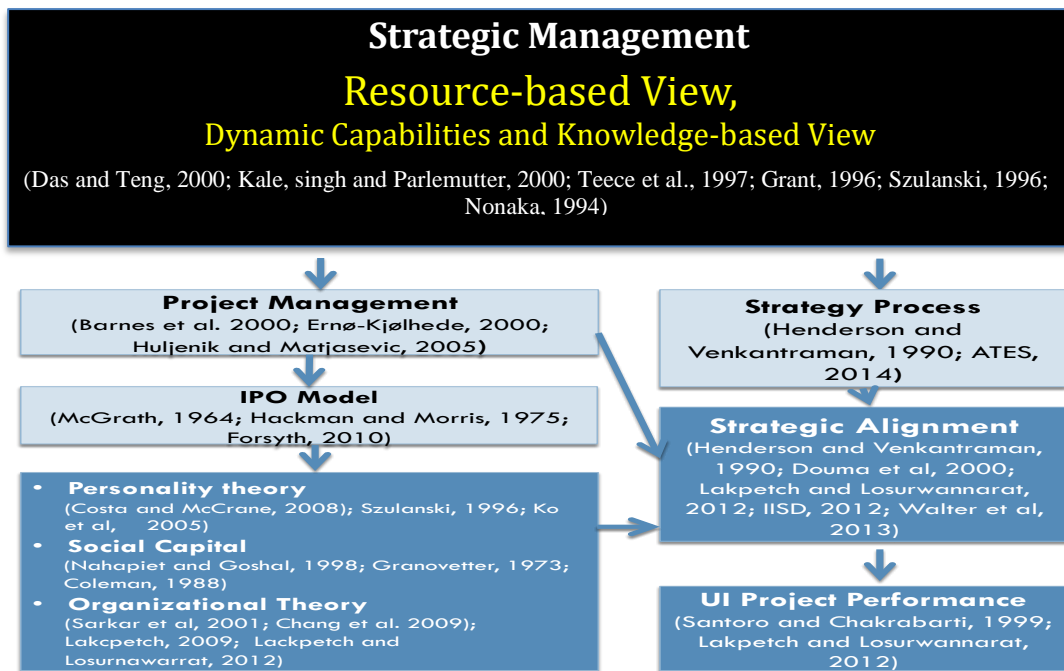 Strategic Management
Resource-based View,
Dynamic Capabilities and Knowledge-based View
(Das and Teng, 2000; Kale, singh and Parlemutter, 2000; Teece et al., 1997; Grant, 1996; Szulanski, 1996;
Nonaka, 1994)
Project Management
(Barnes et al. 2000; Ernø-Kjølhede, 2000;
Huljenik and Matjasevic, 2005)
IPO Model
(McGrath, 1964; Hackman and Morris, 1975;
Forsyth, 2010)
• Personality theory
(Costa and McCrane, 2008); Szulanski, 1996; Ko
et al, 2005)
• Social Capital
(Nahapiet and Goshal, 1998; Granovetter, 1973;
Coleman, 1988)
• Organizational Theory
(Sarkar et al, 2001; Chang et al. 2009);
Lakcpetch, 2009; Lackpetch and
Losurnawarrat, 2012)
Strategy Process
(Henderson and
Venkantraman, 1990; ATES,
2014)
Strategic Alignment
(Henderson and Venkantraman,
1990; Douma et al, 2000;
Lakpetch and Losurwannarat,
2012; IISD, 2012; Walter et al,
2013)
UI Project Performance
(Santoro and Chakrabarti, 1999;
Lakpetch and Losurwannarat,
2012)